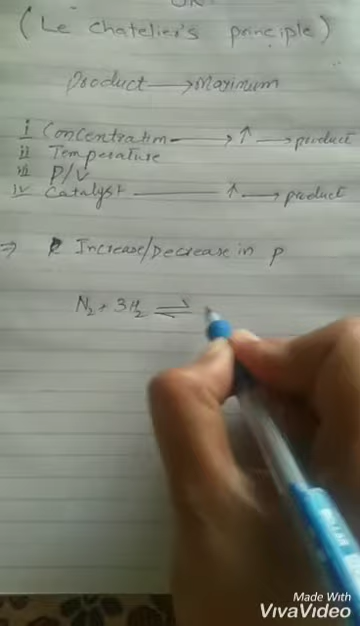 OR
(Le Chatelier's principle)
Product → Maximum
i Concentration → ↑ → product
ii Temperature
iii P/V
iv Catalyst ↑ → product
⇒ Increase/Decrease in P
N₂ + 3H₂ ⇌
Made With
VivaVideo